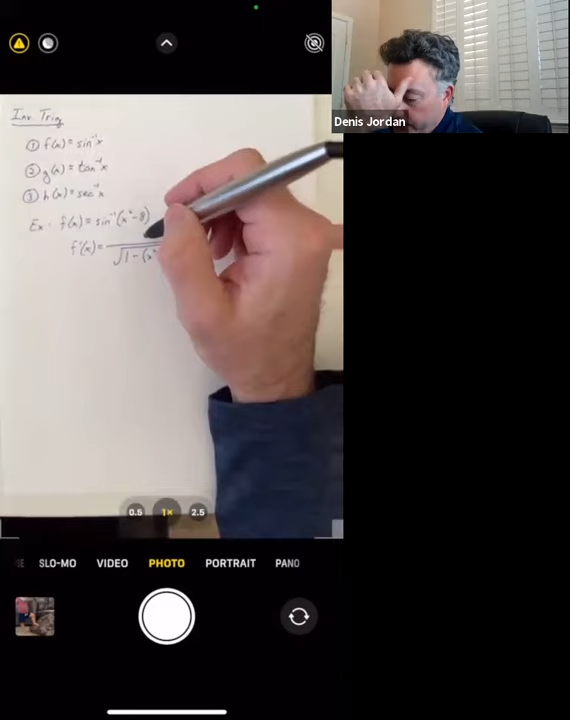 Inv Trig
① f(x) = sin⁻¹x
② g(x) = tan⁻¹x
③ h(x) = sec⁻¹x
Ex. f(x) = sin⁻¹(x²-8)
f'(x) = √1-(x
Denis Jordan
0.5 1× 2.5
SLO-MO VIDEO PHOTO PORTRAIT PANO